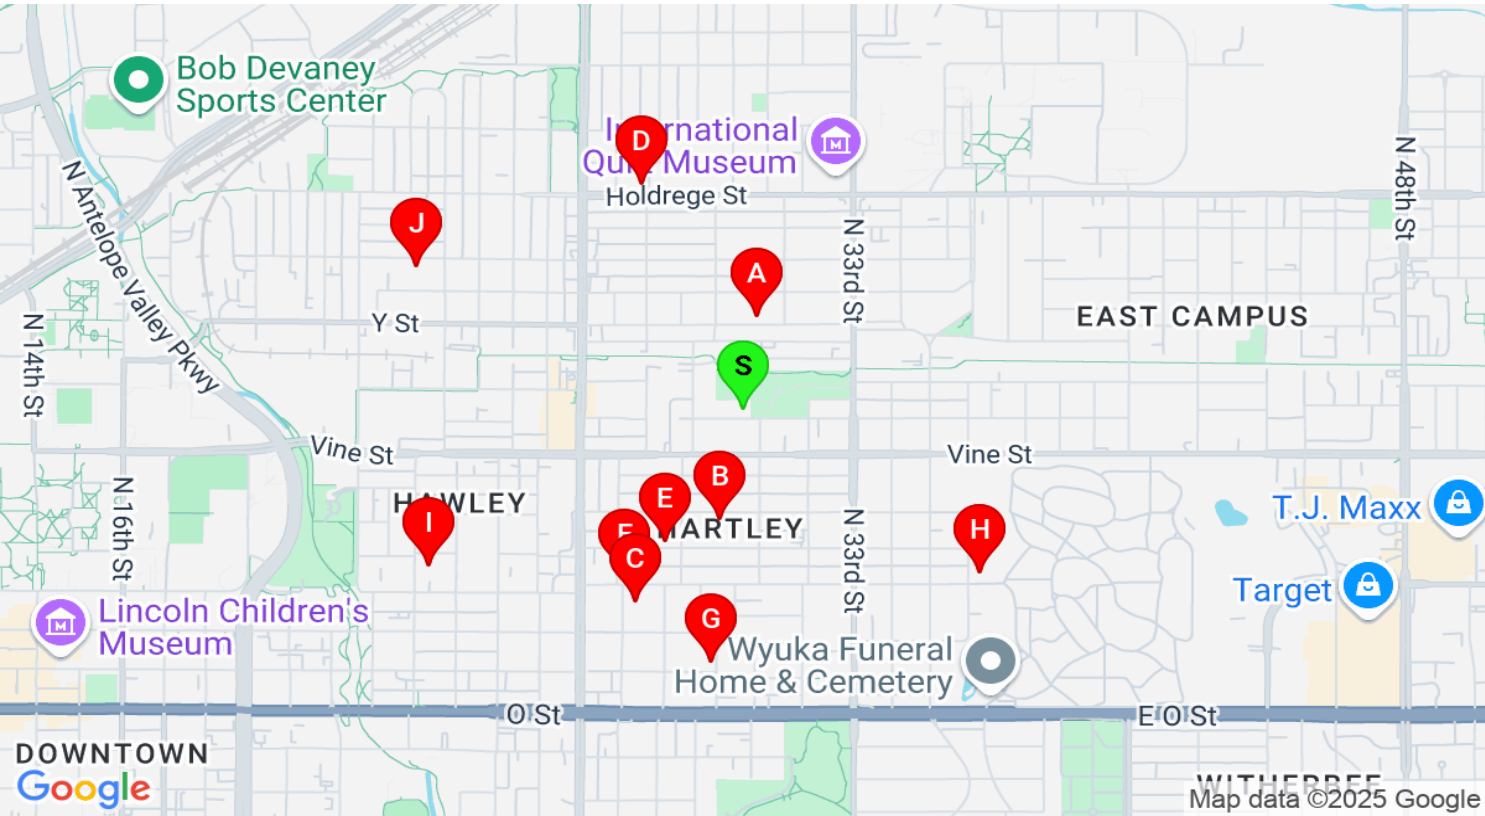 Bob Devaney
Sports Center
International
Quilt Museum
D
Holdrege St
N 48th St
N Antelope Valley Pkwy
J
N 33rd St
A
Y St
EAST CAMPUS
N 14th St
S
Vine St
Vine St
B
E
HAWLEY
I
F
HARTLEY
C
H
T.J. Maxx
N 16th St
N 33rd St
Target
Lincoln Children's
Museum
G
Wyuka Funeral
Home & Cemetery
O St
E O St
DOWNTOWN
WITHERBEE
Google
Map data ©2025 Google